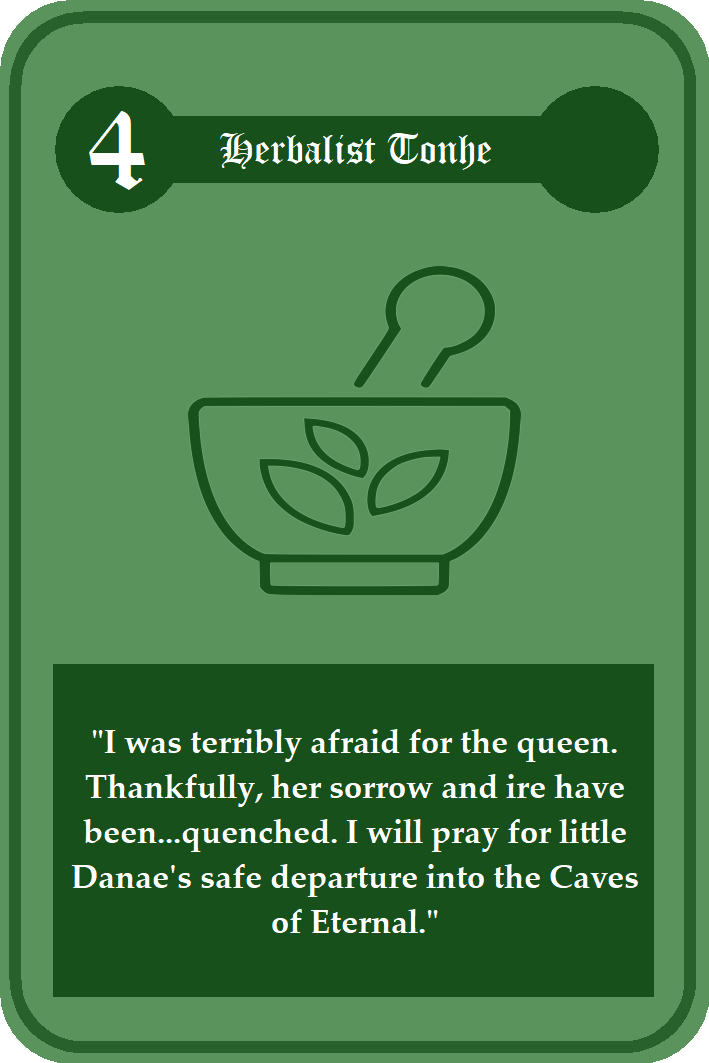 4
Herbalist Tonhe
"I was terribly afraid for the queen.
Thankfully, her sorrow and ire have
been...quenched. I will pray for little
Danae's safe departure into the Caves
of Eternal."